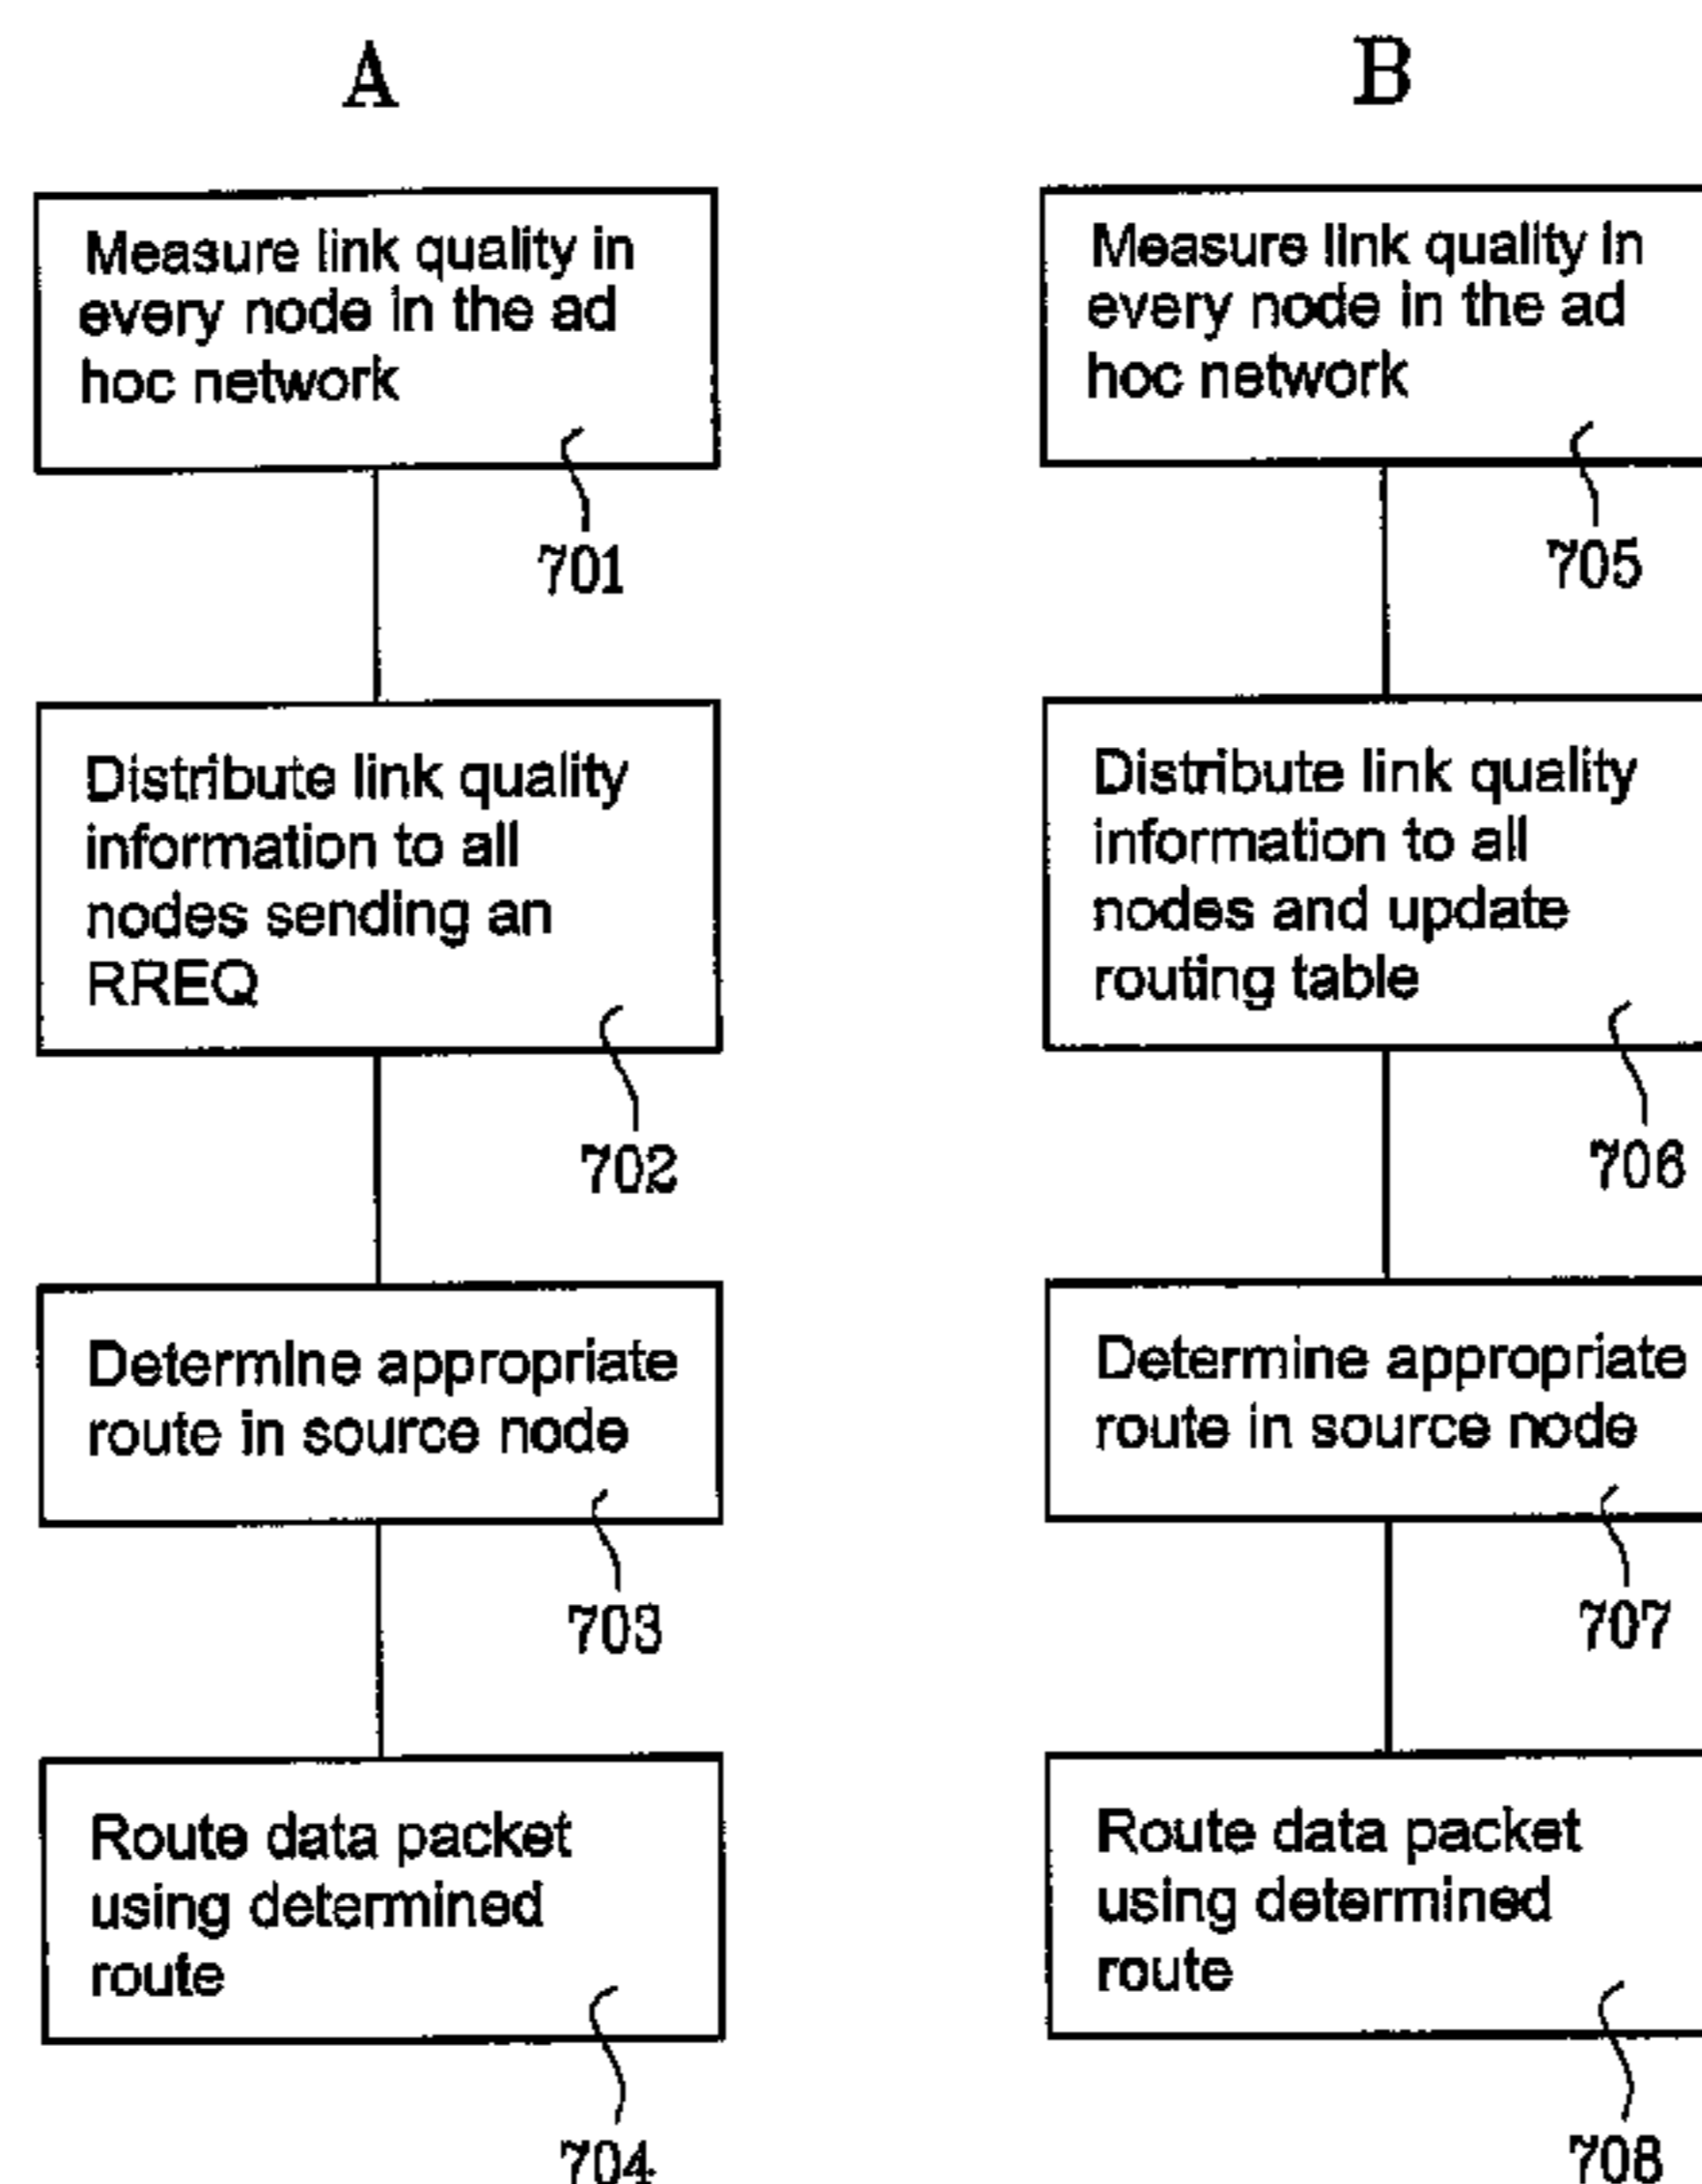 A
Measure link quality in
every node in the ad
hoc network
701
Distribute link quality
information to all
nodes sending an
RREQ
702
Determine appropriate
route in source node
703
Route data packet
using determined
route
704
B
Measure link quality in
every node in the ad
hoc network
705
Distribute link quality
information to all
nodes and update
routing table
706
Determine appropriate
route in source node
707
Route data packet
using determined
route
708